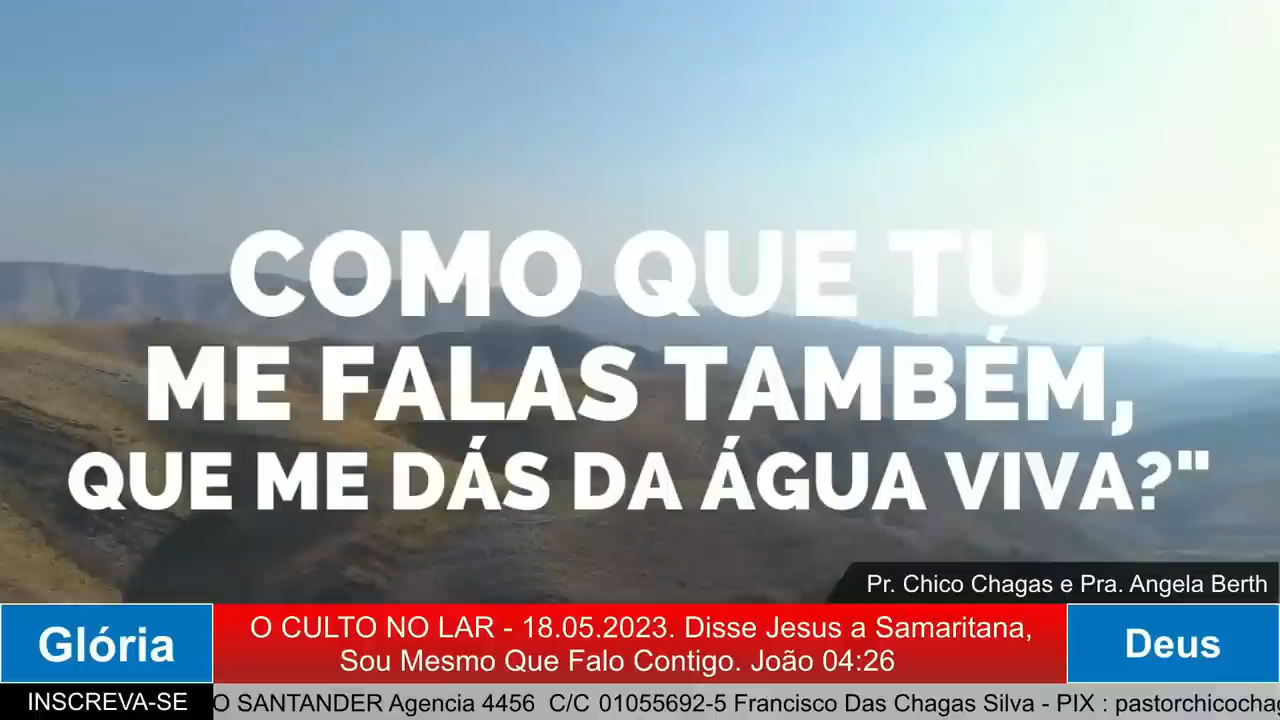 COMO QUE TU
ME FALAS TAMBÉM,
QUE ME DÁS DA ÁGUA VIVA?"
Pr. Chico Chagas e Pra. Angela Berth
Glória
O CULTO NO LAR - 18.05.2023. Disse Jesus a Samaritana,
Sou Mesmo Que Falo Contigo. João 04:26
Deus
INSCREVA-SE
O SANTANDER Agencia 4456 C/C 01055692-5 Francisco Das Chagas Silva - PIX : pastorchicochag